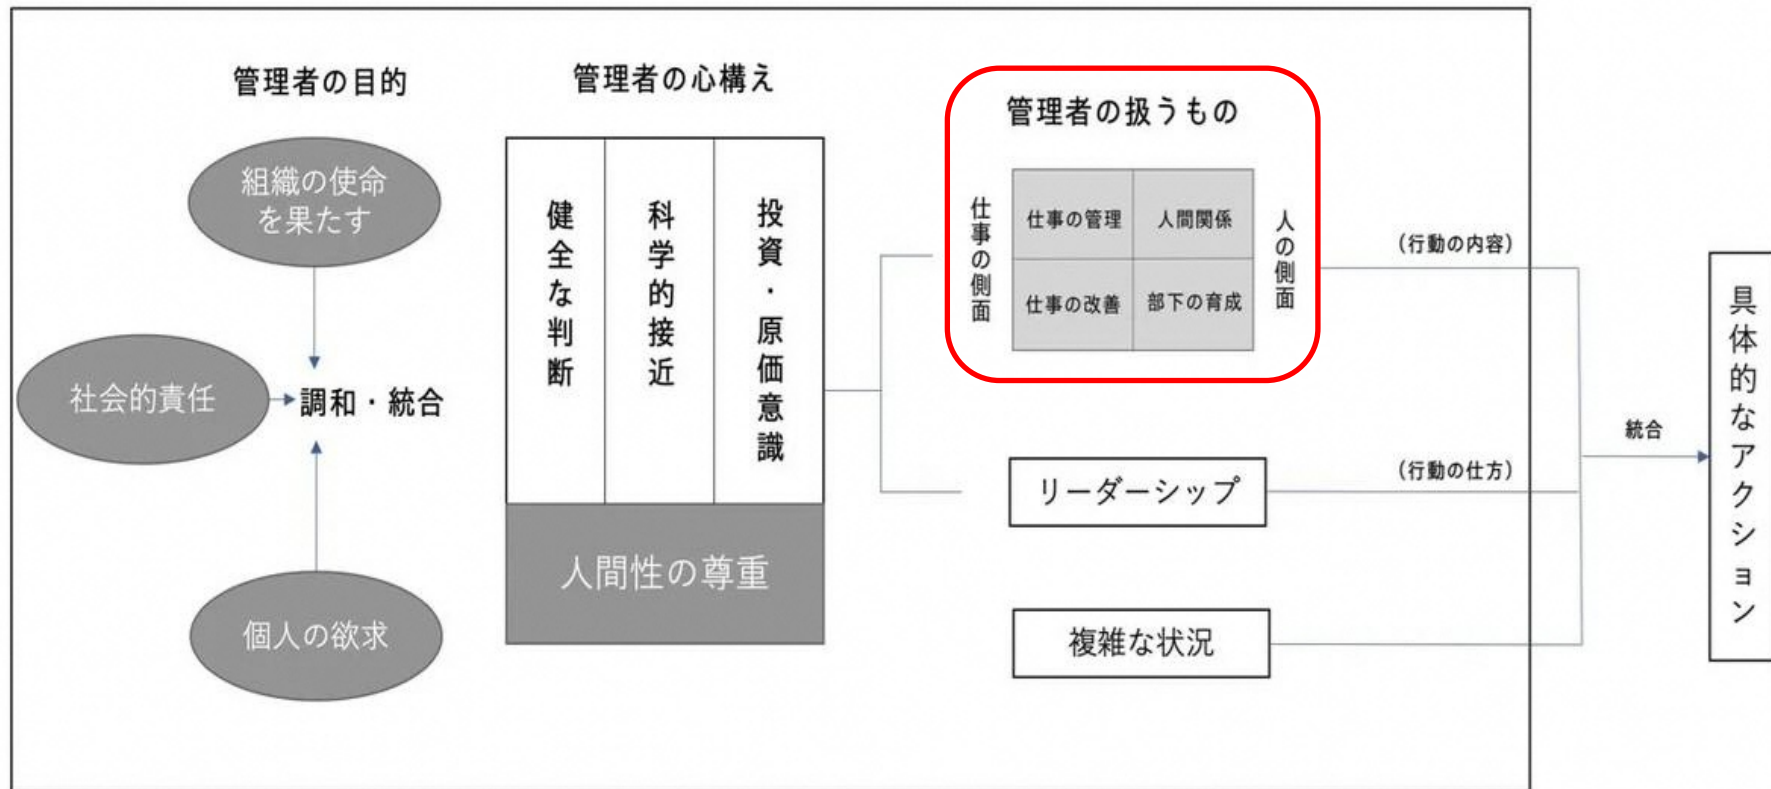 管理者の目的
組織の使命
を果たす
社会的責任
調和・統合
個人の欲求
管理者の心構え
健全な判断
科学的接近
投資・原価意識
人間性の尊重
管理者の扱うもの
仕事の側面
仕事の管理
人間関係
仕事の改善
部下の育成
人の側面
(行動の内容)
リーダーシップ
(行動の仕方)
複雑な状況
統合
具体的なアクション